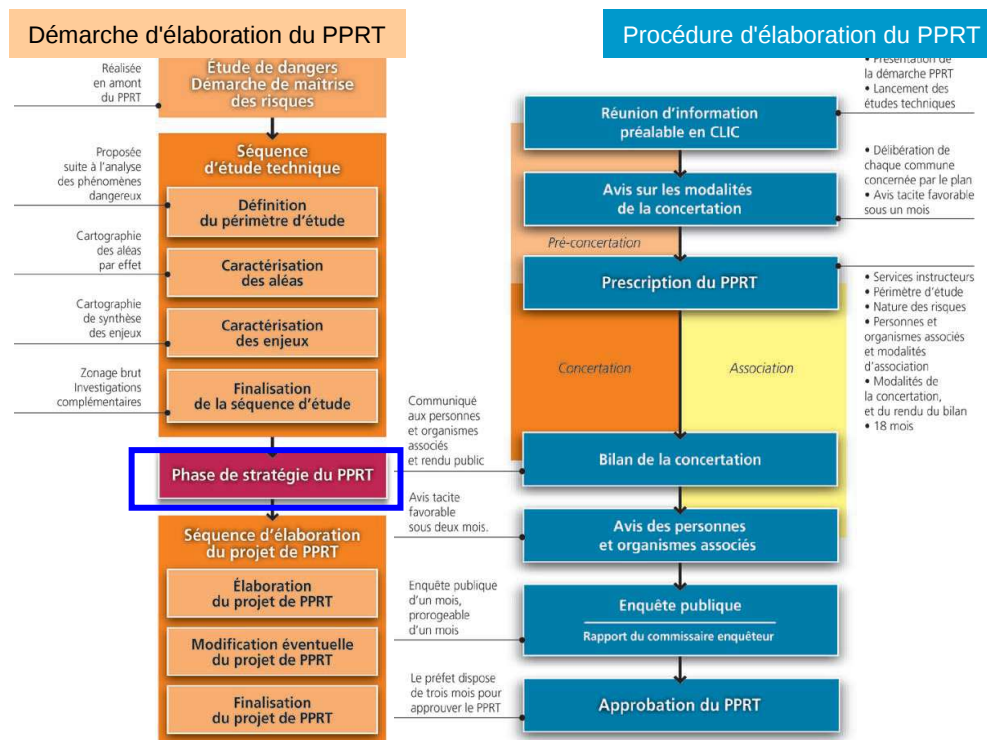 Démarche d'élaboration du PPRT
Procédure d'élaboration du PPRT
Réalisée
en amont
du PPRT
Étude de dangers
Démarche de maîtrise
des risques
Proposée
suite à l'analyse
des phénomènes
dangereux
Séquence
d'étude technique
Définition
du périmètre d'étude
Cartographie
des aléas
par effet
Caractérisation
des aléas
Cartographie
de synthèse
des enjeux
Caractérisation
des enjeux
Zonage brut
Investigations
complémentaires
Finalisation
de la séquence d'étude
Phase de stratégie du PPRT
Séquence d'élaboration
du projet de PPRT
Élaboration
du projet de PPRT
Modification éventuelle
du projet de PPRT
Finalisation
du projet de PPRT
• Présentation de
la démarche PPRT
• Lancement des
études techniques
Réunion d'information
préalable en CLIC
• Délibération de
chaque commune
concernée par le plan
• Avis tacite favorable
sous un mois
Avis sur les modalités
de la concertation
Pré-concertation
Prescription du PPRT
• Services instructeurs
• Périmètre d'étude
• Nature des risques
• Personnes et
organismes associés
et modalités
d'association
• Modalités de
la concertation,
et du rendu du bilan
• 18 mois
Concertation
Association
Communiqué
aux personnes
et organismes
associés
et rendu public
Bilan de la concertation
Avis tacite
favorable
sous deux mois.
Avis des personnes
et organismes associés
Enquête publique
d'un mois,
prorogeable
d'un mois
Enquête publique
Rapport du commissaire enquêteur
Le préfet dispose
de trois mois pour
approuver le PPRT
Approbation du PPRT